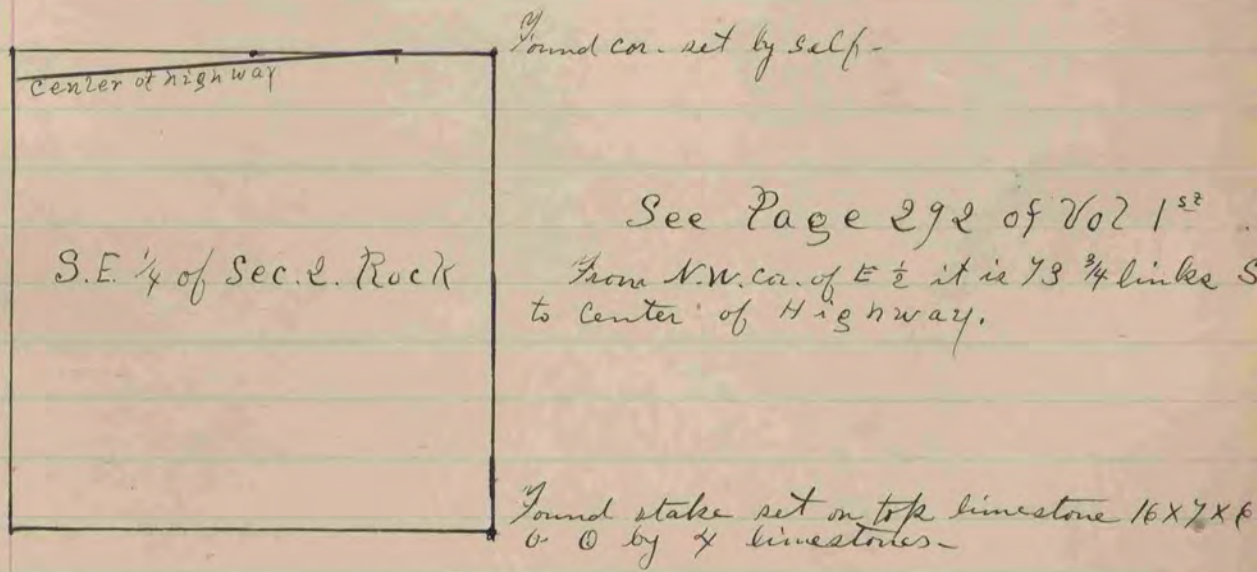 Found cor. set by self-
center of highway
See Page 292 of Vol 1st.
S.E. 1/4 of Sec. 2. Rock
From N.W. cor. of E 1/2 it is 73 3/4 links S
to center of Highway.
Found stake set on top limestone 16 X 7 X 6
by 4 limestones-